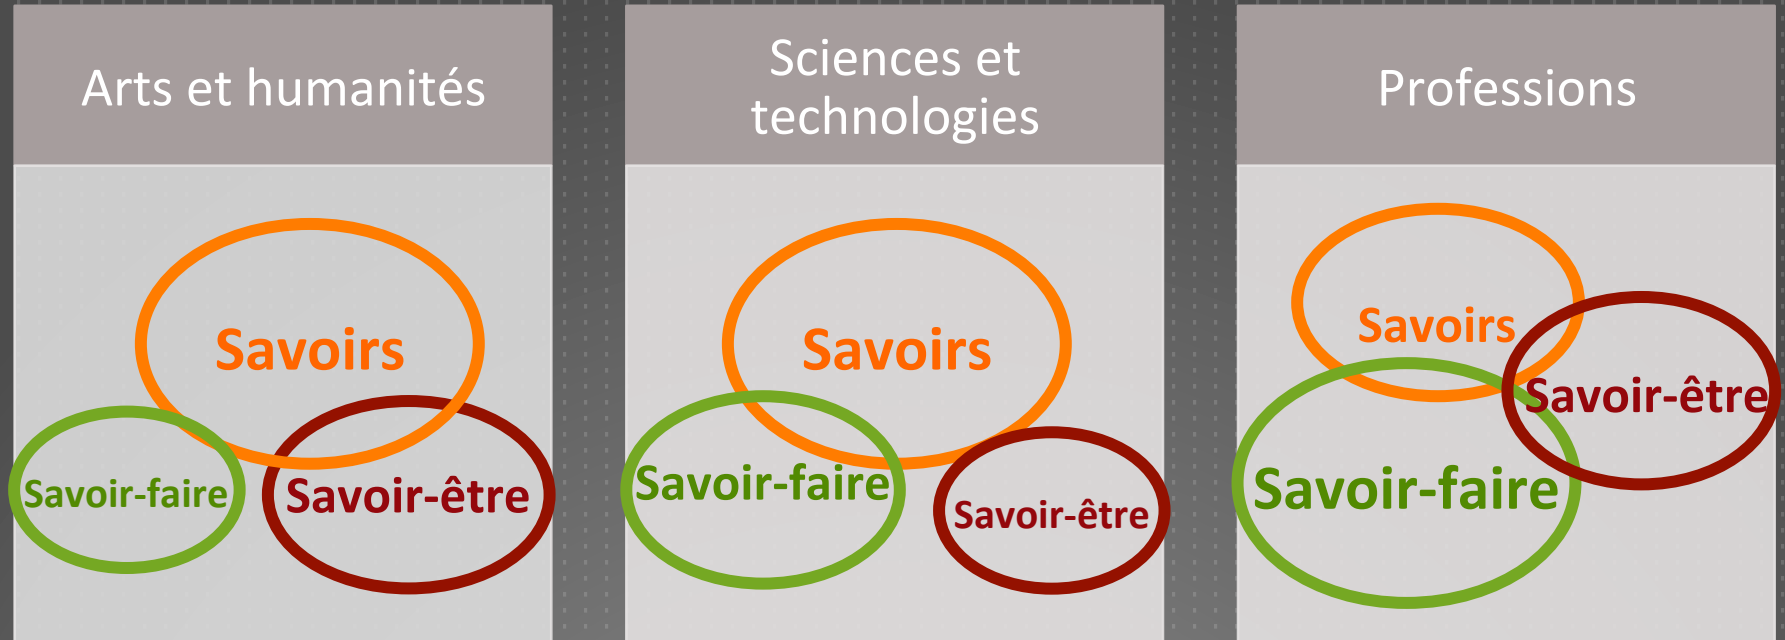 Arts et humanités
Savoirs
Savoir-faire
Savoir-être
Sciences et
technologies
Savoirs
Savoir-faire
Savoir-être
Professions
Savoirs
Savoir-être
Savoir-faire